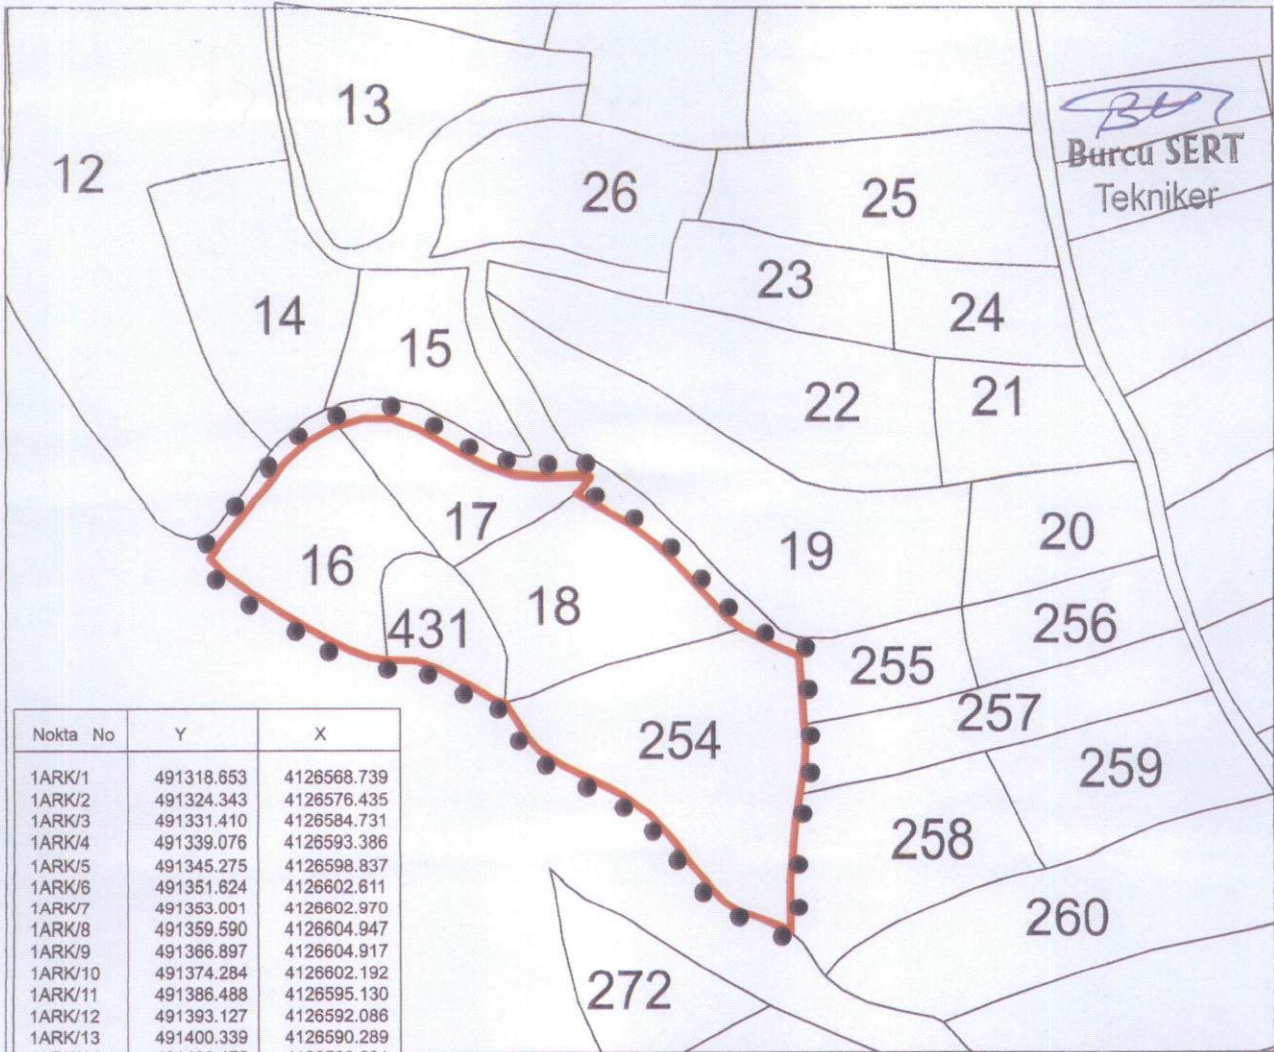 13
12
26
25
Burcu SERT
Tekniker
23
24
14
15
22
21
17
19
20
16
18
431
256
255
257
254
259
258
260
272
Nokta No Y X
1ARK/1 491318.653 4126568.739
1ARK/2 491324.343 4126576.435
1ARK/3 491331.410 4126584.731
1ARK/4 491339.076 4126593.386
1ARK/5 491345.275 4126598.837
1ARK/6 491351.624 4126602.611
1ARK/7 491353.001 4126602.970
1ARK/8 491359.590 4126604.947
1ARK/9 491366.897 4126604.917
1ARK/10 491374.284 4126602.192
1ARK/11 491386.488 4126595.130
1ARK/12 491393.127 4126592.086
1ARK/13 491400.339 4126590.289